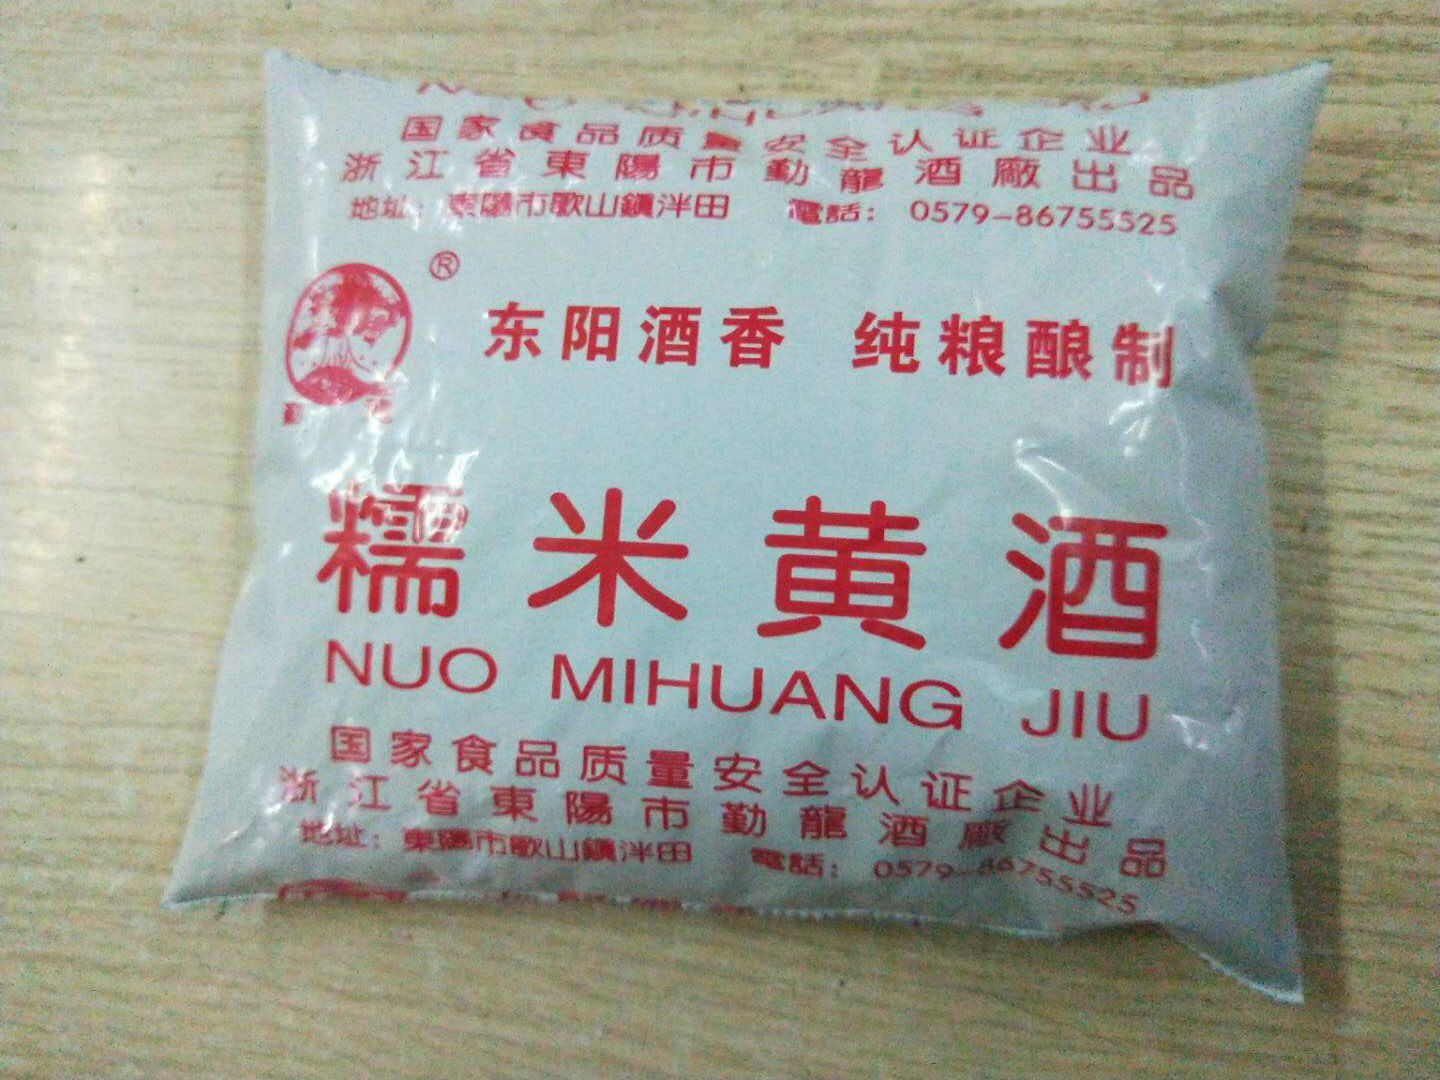 国家食品质量安全认证企业
浙江省東陽市勤龍酒廠出品
地址：東陽市歌山鎮泮田 電話：0579-86755525
®
东阳酒香 纯粮酿制
糯米黄酒
NUO MIHUANG JIU
国家食品质量安全认证企业
浙江省東陽市勤龍酒廠出品
地址：東陽市歌山鎮泮田 電話：0579-86755525